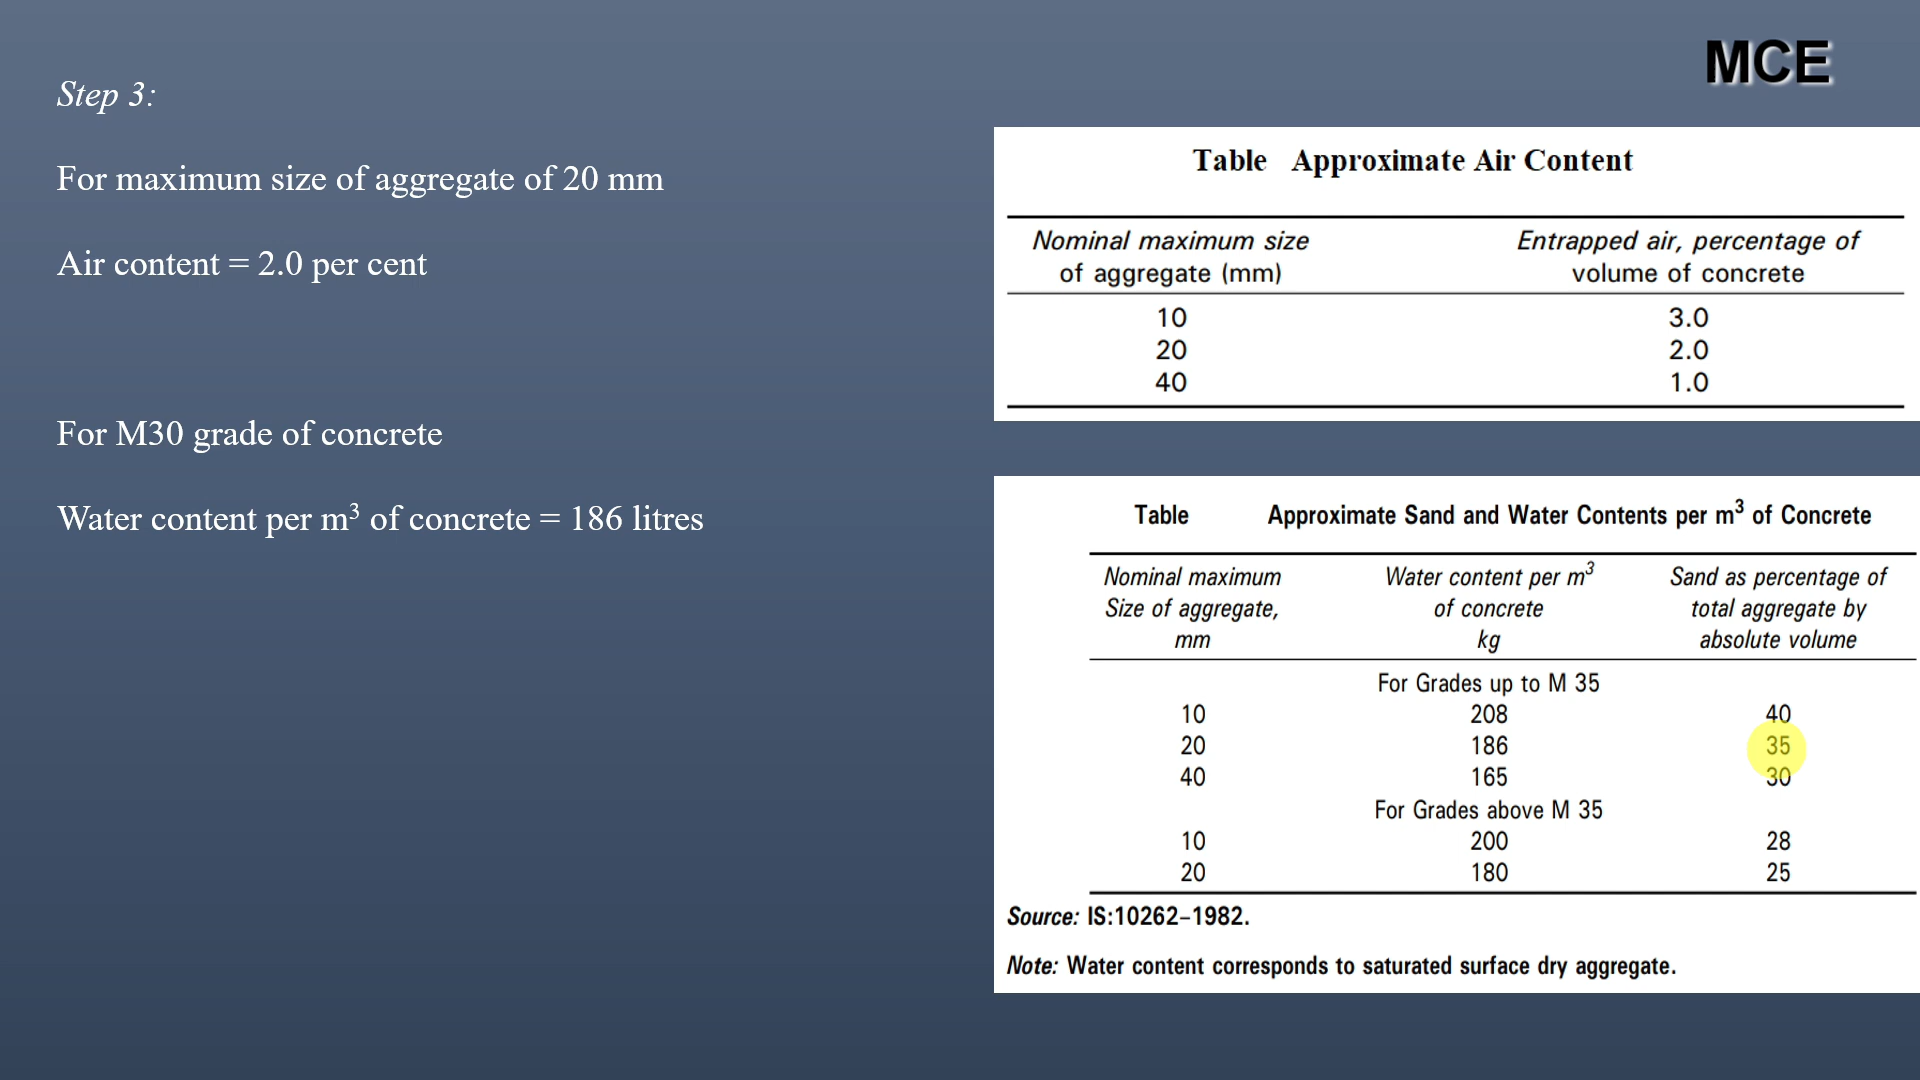 MCE
Step 3:
For maximum size of aggregate of 20 mm
Air content = 2.0 per cent
For M30 grade of concrete
Water content per m³ of concrete = 186 litres
Table Approximate Air Content
Nominal maximum size of aggregate (mm) Entrapped air, percentage of volume of concrete
10 3.0
20 2.0
40 1.0
Table Approximate Sand and Water Contents per m³ of Concrete
Nominal maximum Water content per m³ Sand as percentage of
Size of aggregate, of concrete total aggregate by
mm kg absolute volume
For Grades up to M 35
10 208 40
20 186 35
40 165 30
For Grades above M 35
10 200 28
20 180 25
Source: IS:10262–1982.
Note: Water content corresponds to saturated surface dry aggregate.